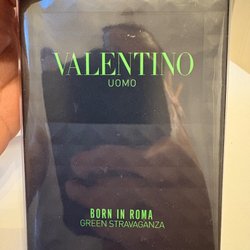 VALENTINO
UOMO
BORN IN ROMA
GREEN STRAVAGANZA